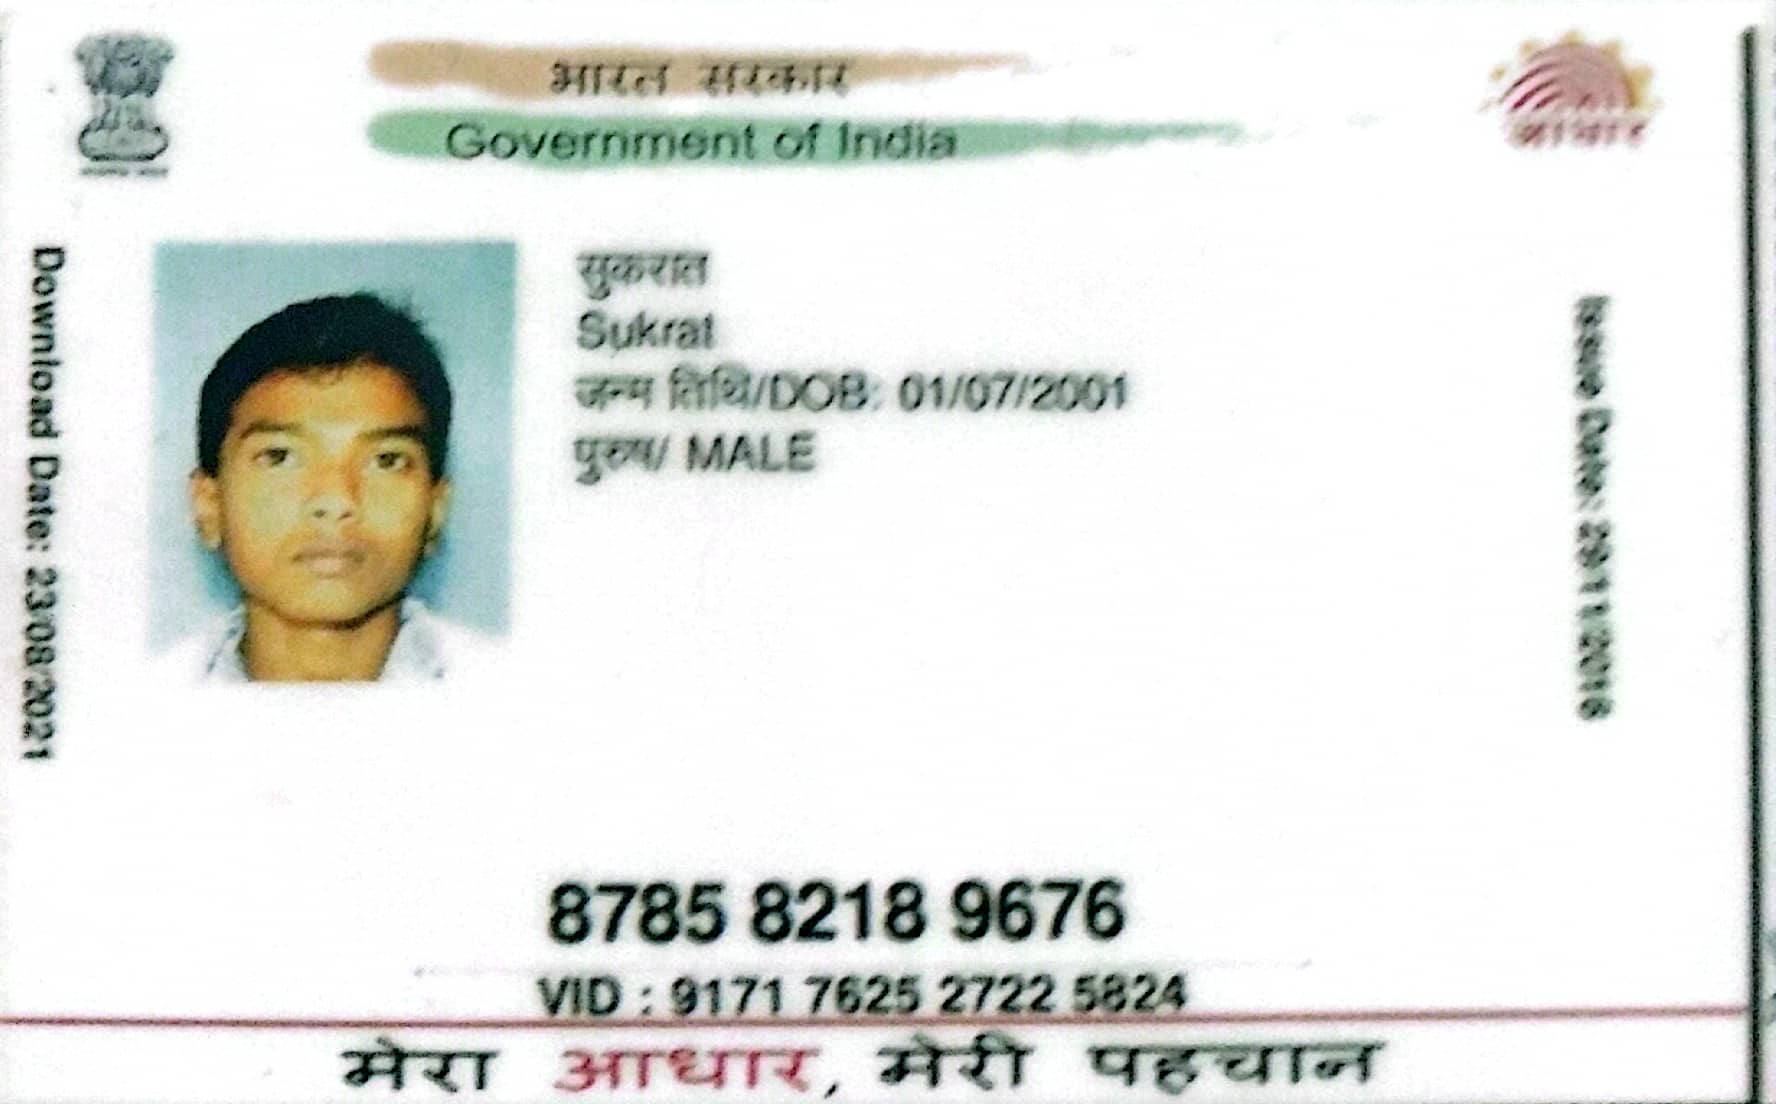 भारत सरकार
Government of India
आधार
Download Date: 23/08/2021
सुकरात
Sukrat
जन्म तिथि/DOB: 01/07/2001
पुरुष/ MALE
Issue Date: 29/11/2016
8785 8218 9676
VID : 9171 7625 2722 5824
मेरा आधार, मेरी पहचान